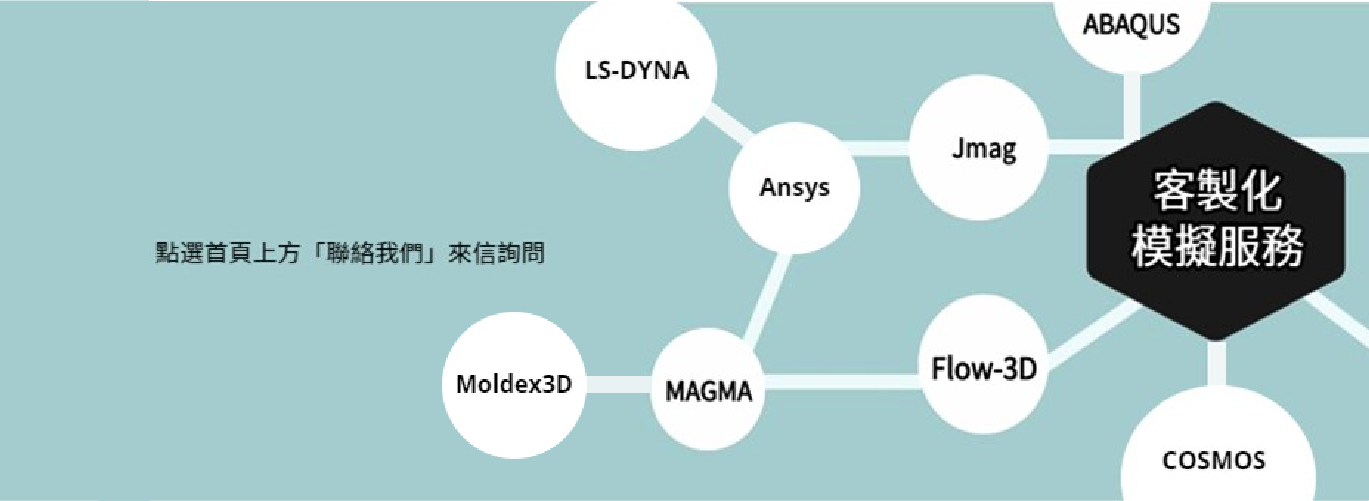 ABAQUS
LS-DYNA
Jmag
Ansys
客製化
模擬服務
點選首頁上方「聯絡我們」來信詢問
Flow-3D
Moldex3D
MAGMA
COSMOS